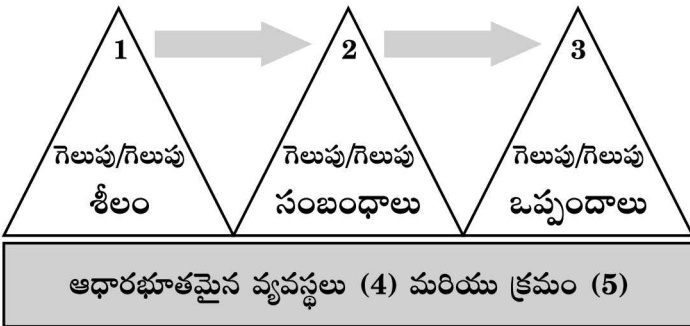 1 2 3
గెలుపు/గెలుపు గెలుపు/గెలుపు గెలుపు/గెలుపు
శీలం సంబంధాలు ఒప్పందాలు
ఆధారభూతమైన వ్యవస్థలు (4) మరియు క్రమం (5)